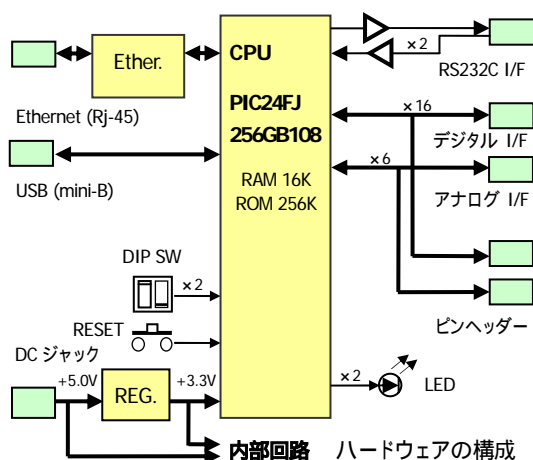 Ether.
Ethernet (Rj-45)
USB (mini-B)
CPU
PIC24FJ
256GB108
RAM 16K
ROM 256K
×2
RS232C I/F
×16
デジタル I/F
×6
アナログ I/F
ピンヘッダー
DIP SW
×2
RESET
DC ジャック
+5.0V
REG.
+3.3V
×2
LED
内部回路 ハードウェアの構成